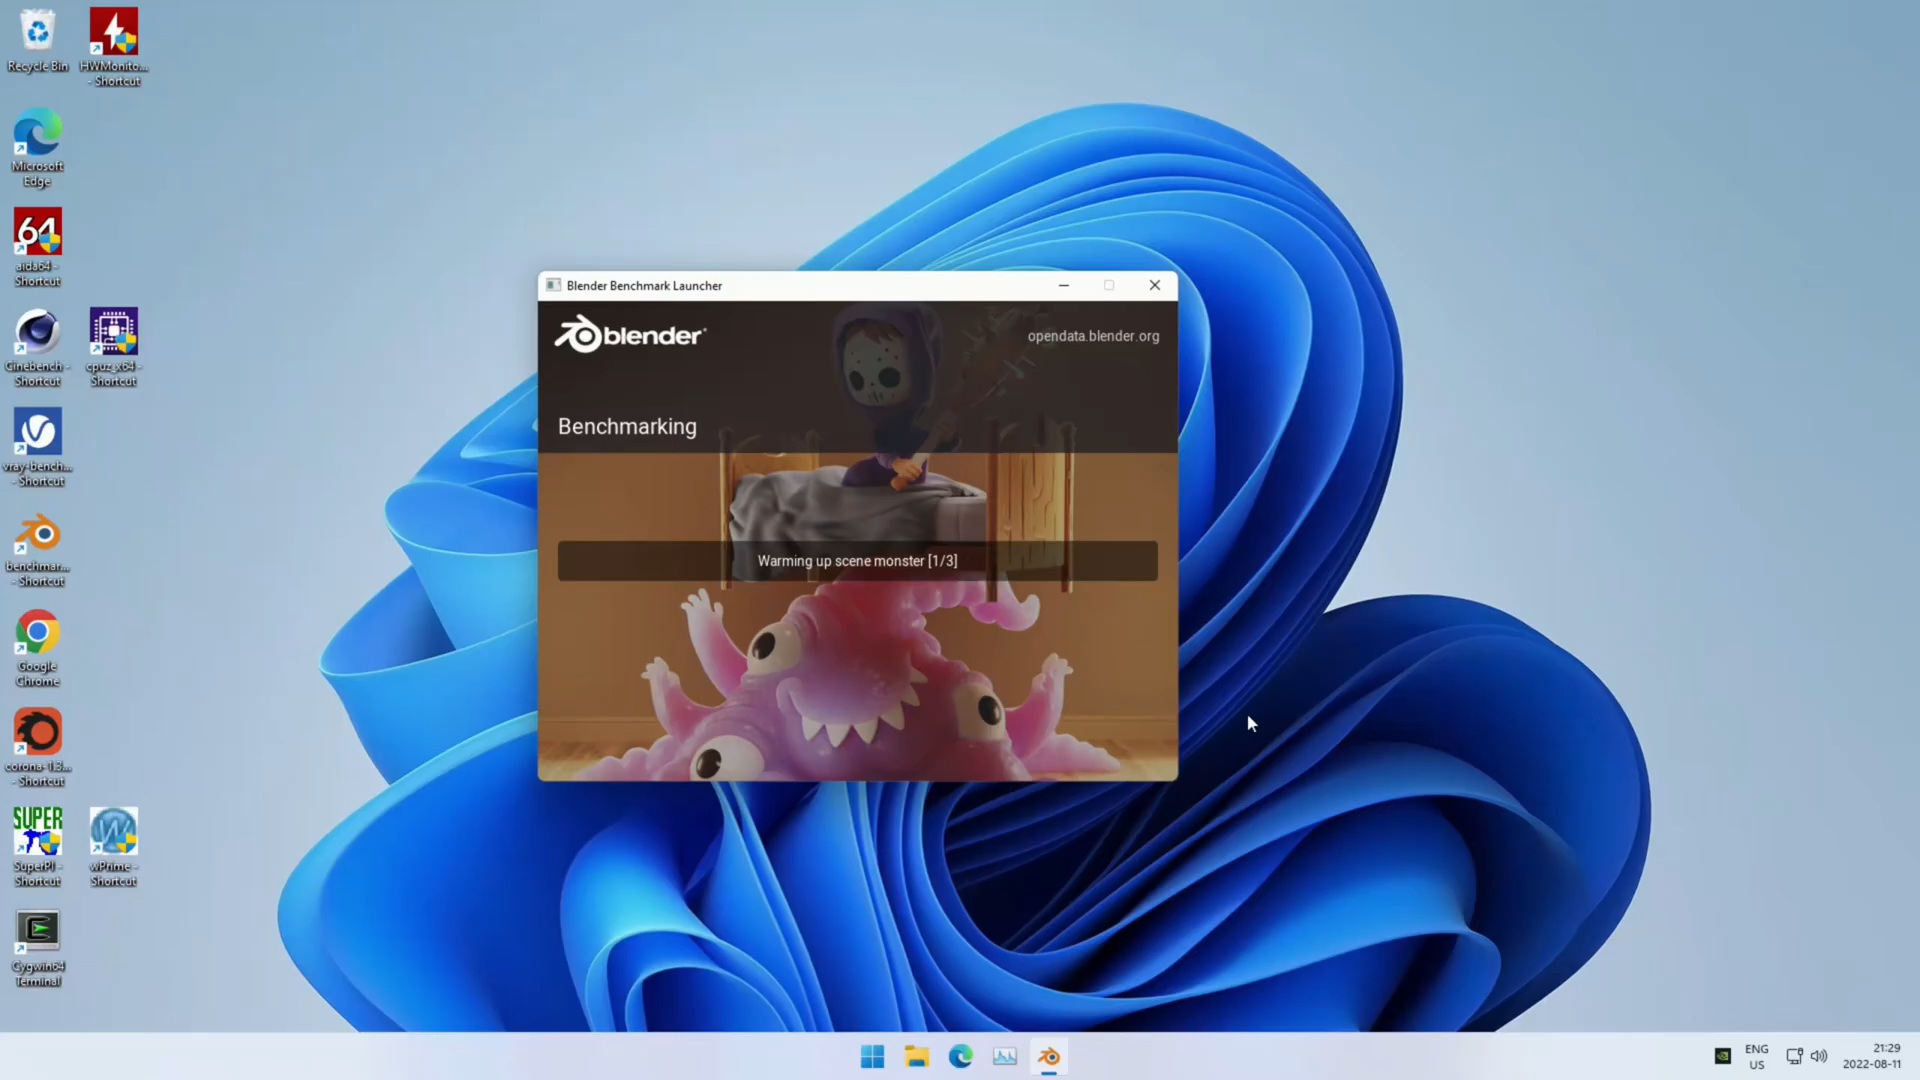 Recycle Bin
HWMonito...
- Shortcut
Microsoft
Edge
64
aida64 -
Shortcut
Cinebench -
Shortcut
cpuz_x64 -
Shortcut
vray-bench...
- Shortcut
benchmar...
- Shortcut
Google
Chrome
corona-1.3...
- Shortcut
SUPER
SuperPI -
Shortcut
W
wPrime -
Shortcut
Cygwin64
Terminal
Blender Benchmark Launcher
blender
opendata.blender.org
Benchmarking
Warming up scene monster [1/3]
ENG
US
21:29
2022-08-11